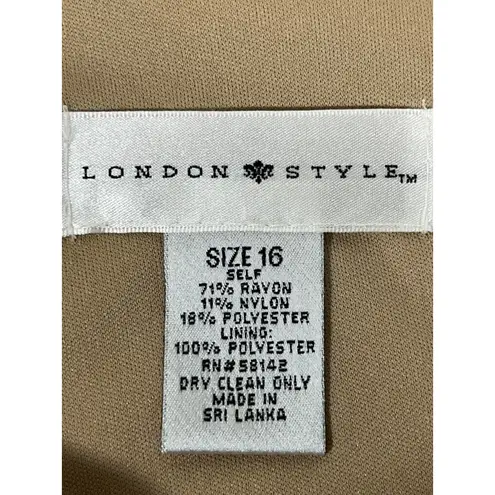 LONDON STYLE™
SIZE 16
SELF
71% RAYON
11% NYLON
18% POLYESTER
LINING:
100% POLYESTER
RN#58142
DRY CLEAN ONLY
MADE IN
SRI LANKA